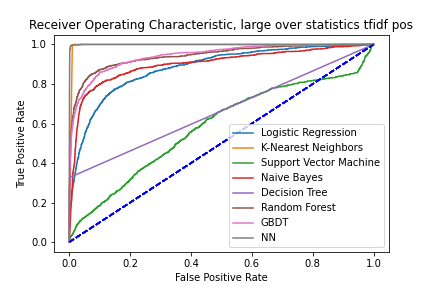 Receiver Operating Characteristic, large over statistics tfidf pos
1.0
0.8
0.6
0.4
0.2
0.0
True Positive Rate
Logistic Regression
K-Nearest Neighbors
Support Vector Machine
Naive Bayes
Decision Tree
Random Forest
GBDT
NN
0.0 0.2 0.4 0.6 0.8 1.0
False Positive Rate